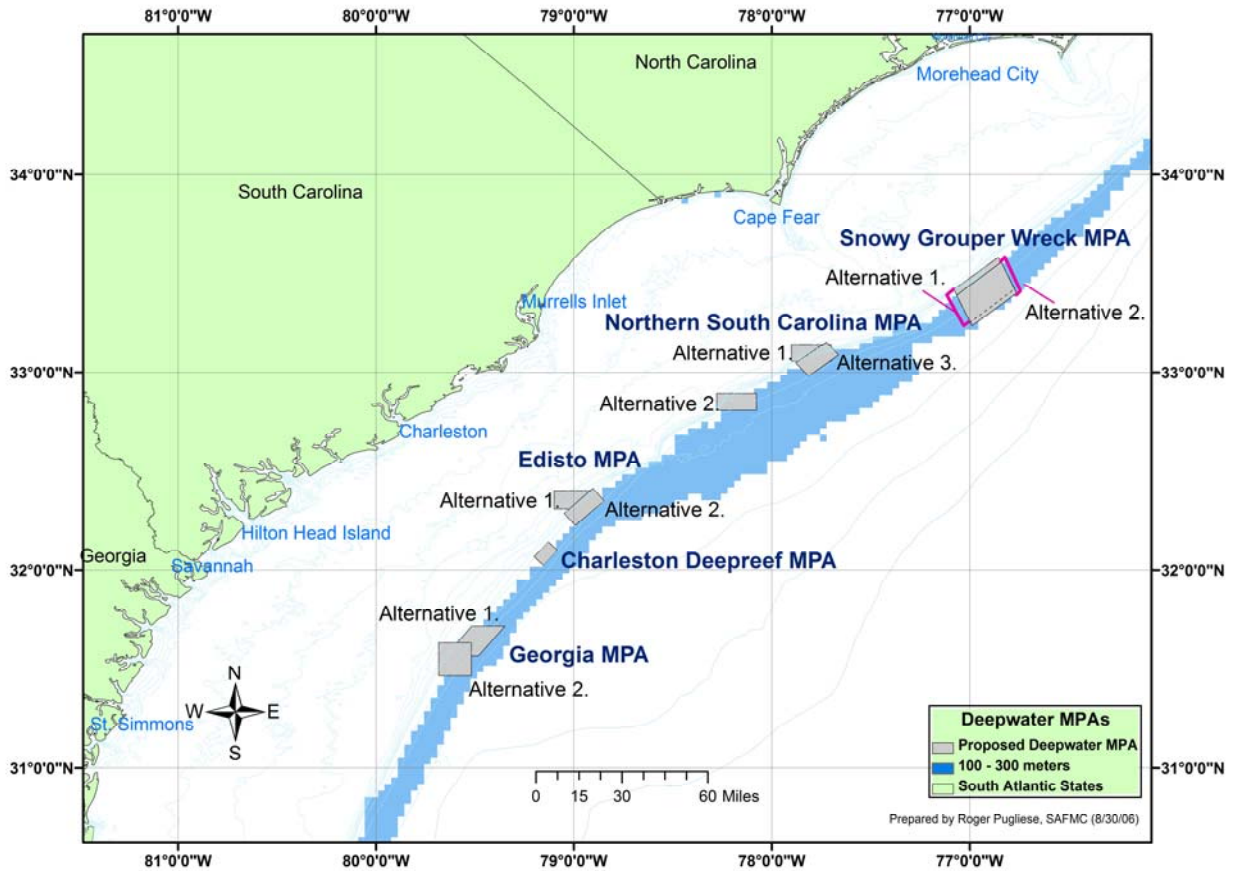 81°0'0"W 80°0'0"W 79°0'0"W 78°0'0"W 77°0'0"W
North Carolina
Morehead City
34°0'0"N 34°0'0"N
South Carolina
Cape Fear
Snowy Grouper Wreck MPA
Alternative 1.
Alternative 2.
Murrells Inlet
Northern South Carolina MPA
Alternative 1.
Alternative 3.
33°0'0"N 33°0'0"N
Alternative 2.
Charleston
Edisto MPA
Alternative 1.
Alternative 2.
Hilton Head Island
Georgia
Savannah
Charleston Deepreef MPA
32°0'0"N 32°0'0"N
Alternative 1.
Georgia MPA
Alternative 2.
N
W E
S
St. Simmons
31°0'0"N 31°0'0"N
0 15 30 60 Miles
Deepwater MPAs
Proposed Deepwater MPA
100 - 300 meters
South Atlantic States
Prepared by Roger Pugliese, SAFMC (8/30/06)
81°0'0"W 80°0'0"W 79°0'0"W 78°0'0"W 77°0'0"W